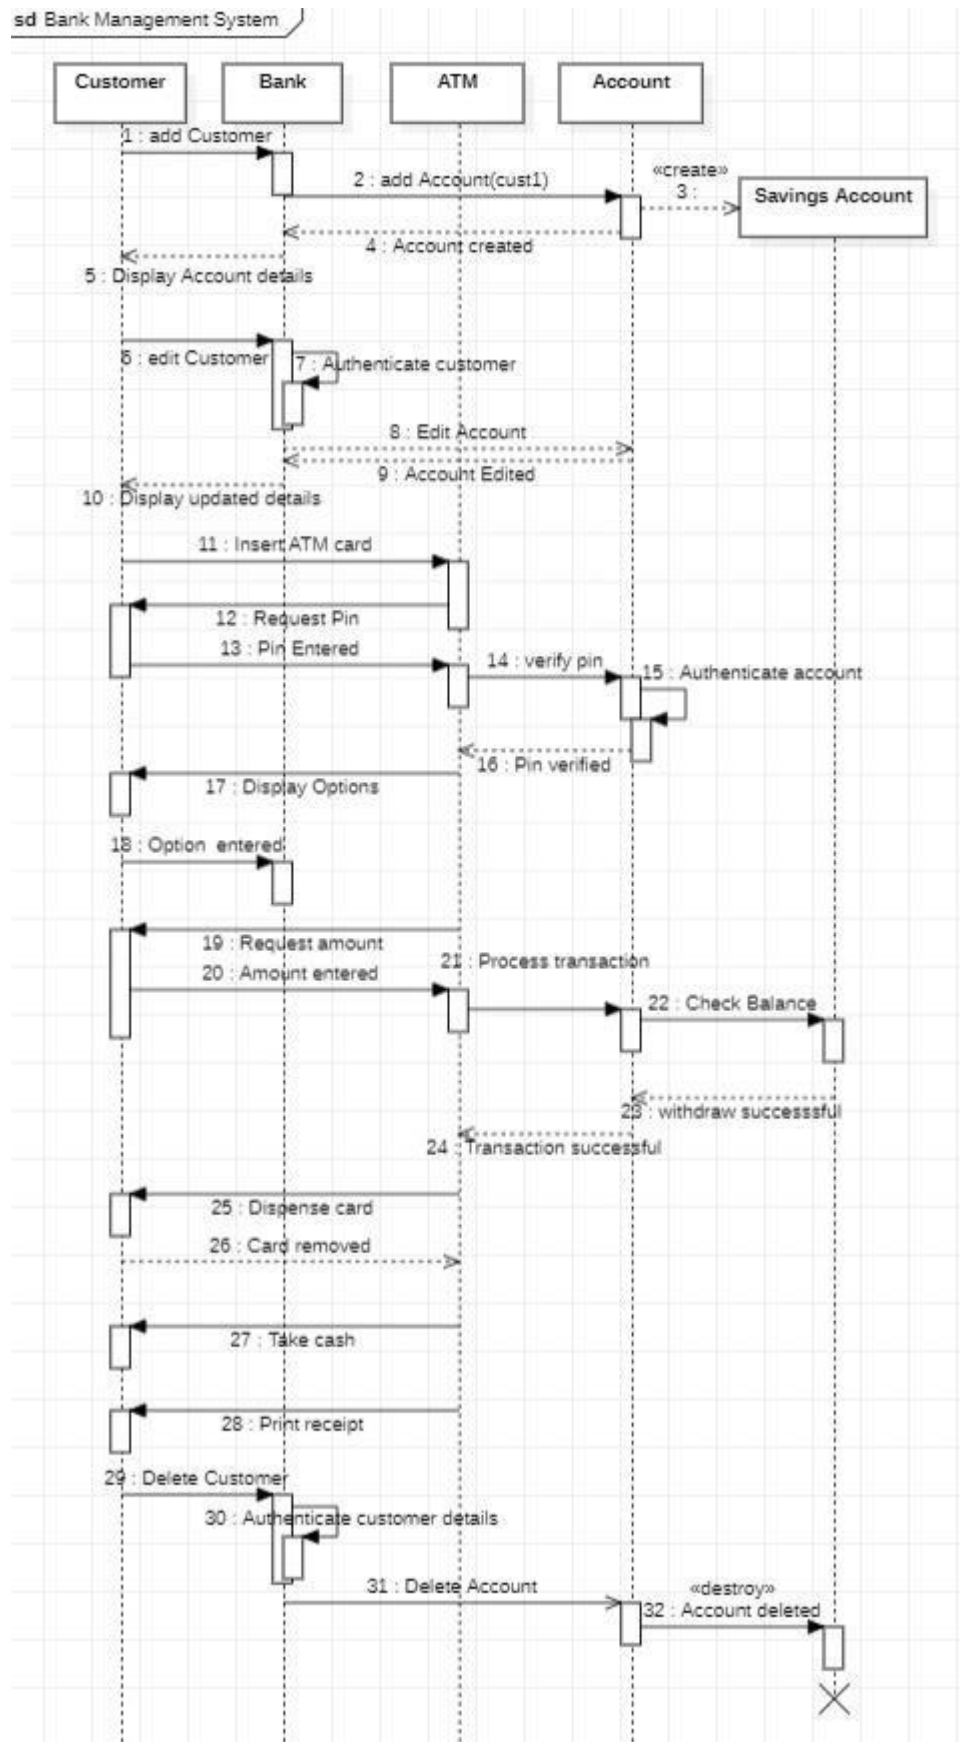 sd Bank Management System
Customer
Bank
ATM
Account
1 : add Customer
2 : add Account(cust1)
«create»
3 :
Savings Account
4 : Account created
5 : Display Account details
6 : edit Customer
7 : Authenticate customer
8 : Edit Account
9 : Account Edited
10 : Display updated details
11 : Insert ATM card
12 : Request Pin
13 : Pin Entered
14 : verify pin
15 : Authenticate account
16 : Pin verified
17 : Display Options
18 : Option entered
19 : Request amount
20 : Amount entered
21 : Process transaction
22 : Check Balance
23 : withdraw successsful
24 : Transaction successful
25 : Dispense card
26 : Card removed
27 : Take cash
28 : Print receipt
29 : Delete Customer
30 : Authenticate customer details
31 : Delete Account
«destroy»
32 : Account deleted